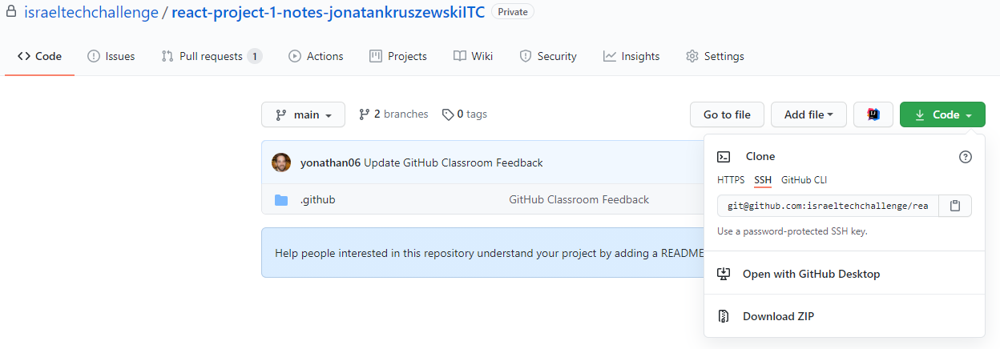 israeltechchallenge / react-project-1-notes-jonatankruszewskiITC Private
Code Issues Pull requests 1 Actions Projects Wiki Security Insights Settings
main 2 branches 0 tags Go to file Add file Code
yonathan06 Update GitHub Classroom Feedback
.github GitHub Classroom Feedback
Help people interested in this repository understand your project by adding a README
Clone
HTTPS SSH GitHub CLI
git@github.com:israeltechchallenge/rea
Use a password-protected SSH key.
Open with GitHub Desktop
Download ZIP